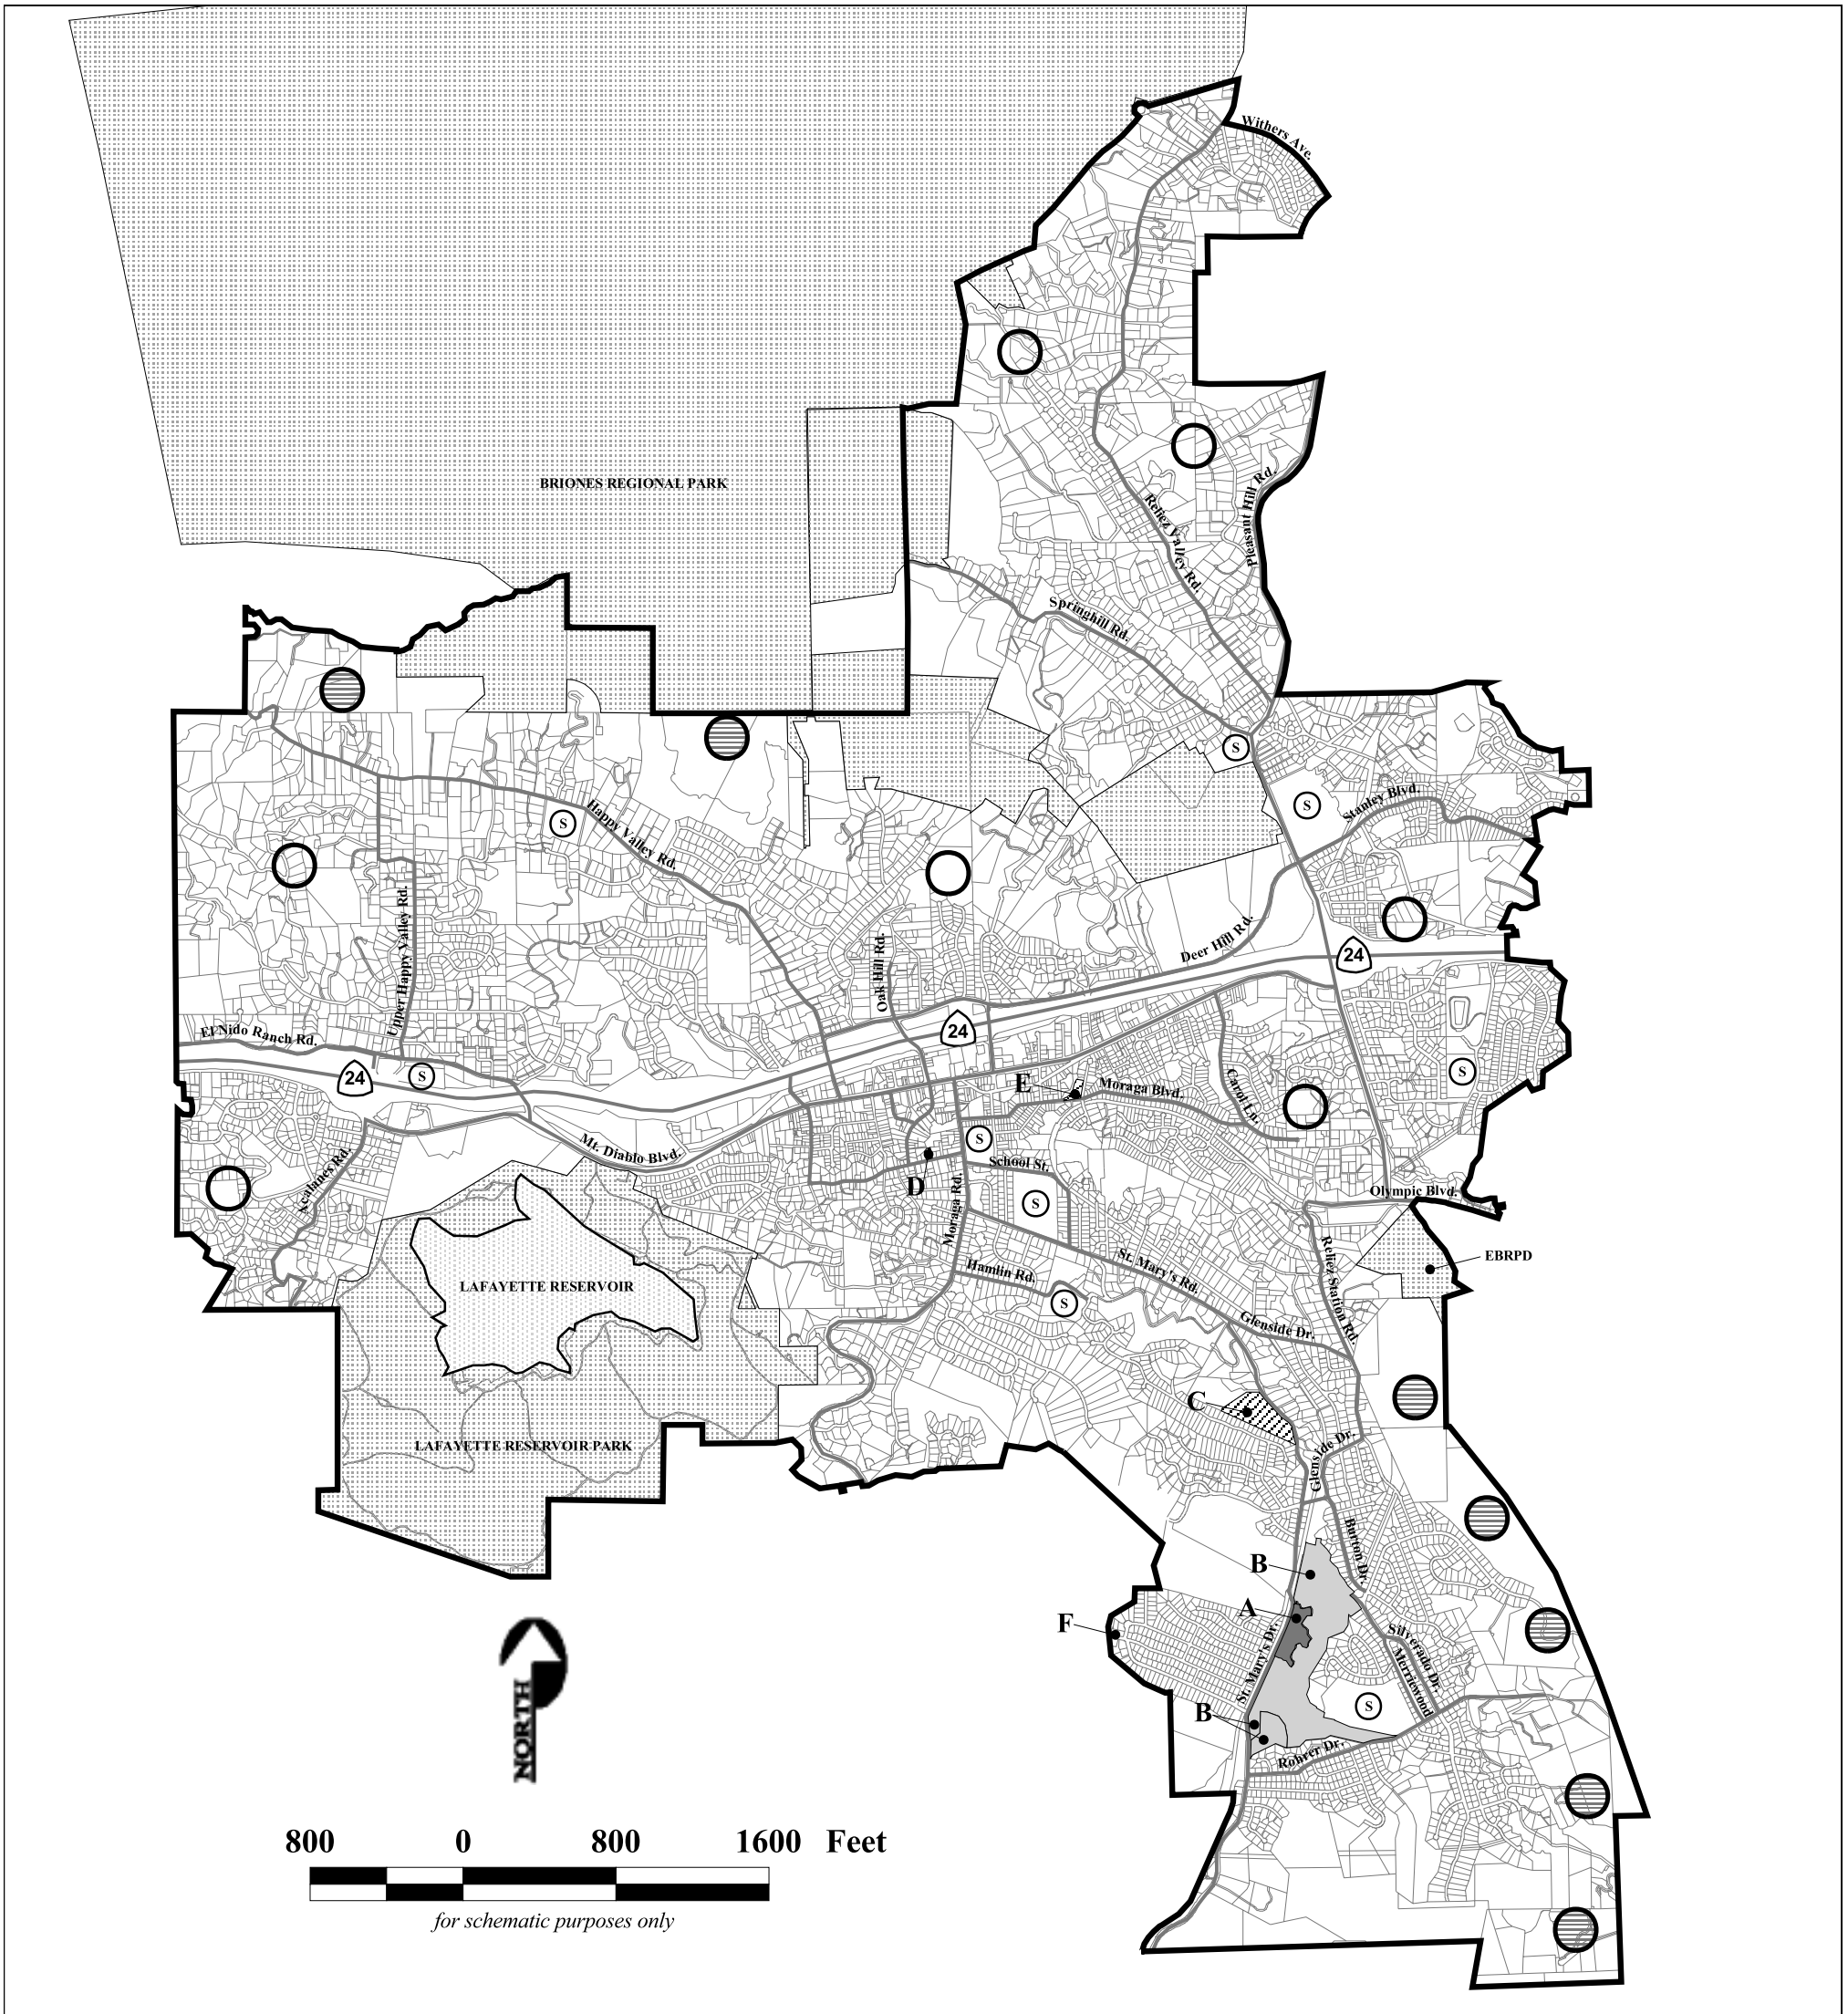 Withers Ave.
BRIONES REGIONAL PARK
Reliez Valley Rd.
Pleasant Hill Rd.
Springhill Rd.
S
S
Stanley Blvd.
S
Happy Valley Rd.
Upper Happy Valley Rd.
Oak Hill Rd.
Deer Hill Rd.
24
24
El Nido Ranch Rd.
24
S
S
E
Moraga Blvd.
Carol Ln.
Mt. Diablo Blvd.
S
School St.
D
Acalanes Rd.
Moraga Rd.
S
Olympic Blvd.
EBRPD
Reliez Station Rd.
St. Mary's Rd.
Hamlin Rd.
S
LAFAYETTE RESERVOIR
Glenside Dr.
C
LAFAYETTE RESERVOIR PARK
Glenside Dr.
Burton Dr.
B
A
F
St. Mary's Dr.
Silverado Dr.
Merriewood
S
B
Rohrer Dr.
NORTH
800 0 800 1600 Feet
for schematic purposes only